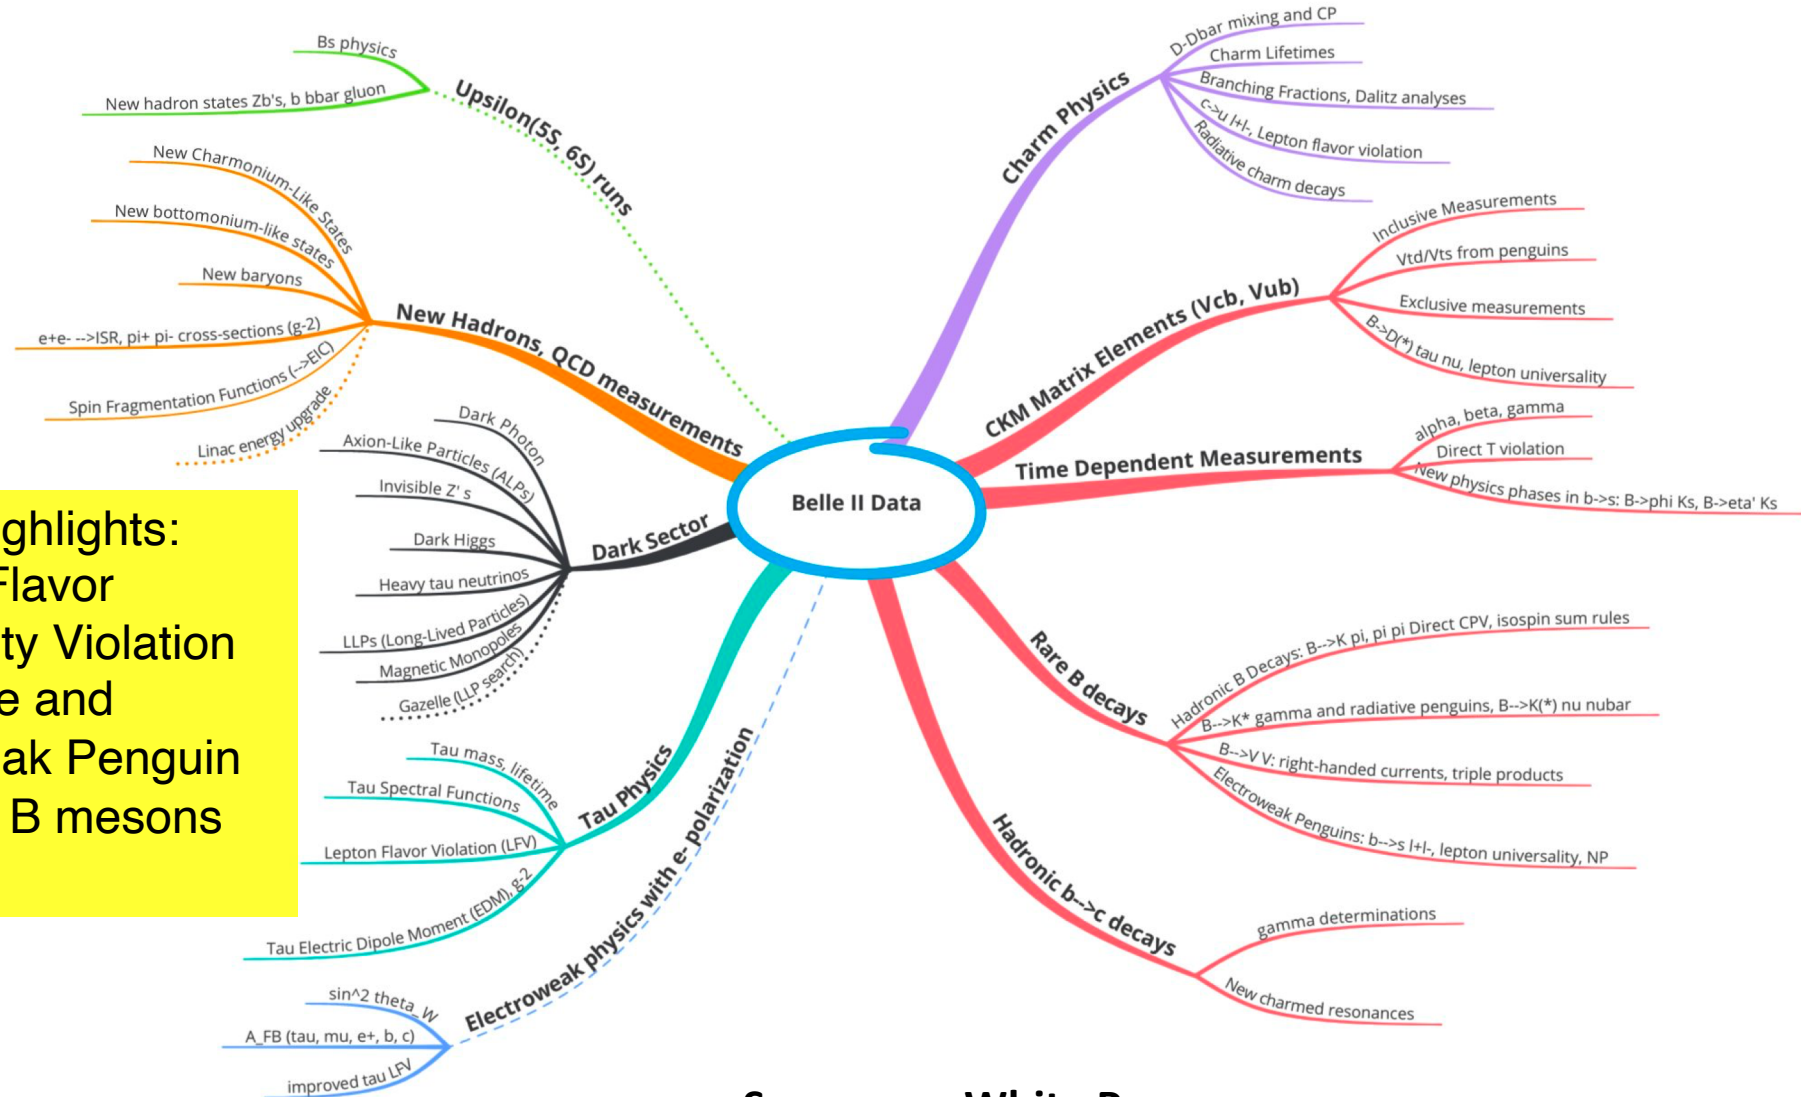 Belle II Data
Upsilon(5S, 6S) runs
Bs physics
New hadron states Zb's, b bbar gluon
New Hadrons, QCD measurements
New Charmonium-Like States
New bottomonium-like states
New baryons
e+e- -->ISR, pi+ pi- cross-sections (g-2)
Spin Fragmentation Functions (-->EIC)
Linac energy upgrade
Dark Sector
Dark Photon
Axion-Like Particles (ALPs)
Invisible Z' s
Dark Higgs
Heavy tau neutrinos
LLPs (Long-Lived Particles)
Magnetic Monopoles
Gazelle (LLP search)
Tau Physics
Tau mass, lifetime
Tau Spectral Functions
Lepton Flavor Violation (LFV)
Tau Electric Dipole Moment (EDM), g-2
Electroweak physics with e- polarization
sin^2 theta_W
A_FB (tau, mu, e+, b, c)
improved tau LFV
Charm Physics
D-Dbar mixing and CP
Charm Lifetimes
Branching Fractions, Dalitz analyses
c->u l+l-, Lepton flavor violation
Radiative charm decays
CKM Matrix Elements (Vcb, Vub)
Inclusive Measurements
Vtd/Vts from penguins
Exclusive measurements
B->D(*) tau nu, lepton universality
Time Dependent Measurements
alpha, beta, gamma
Direct T violation
New physics phases in b->s: B->phi Ks, B->eta' Ks
Rare B decays
Hadronic B Decays: B-->K pi, pi pi Direct CPV, isospin sum rules
B-->K* gamma and radiative penguins, B-->K(*) nu nubar
B-->V V: right-handed currents, triple products
Electroweak Penguins: b-->s l+l-, lepton universality, NP
Hadronic b-->c decays
gamma determinations
New charmed resonances
ghlights:
Flavor
ty Violation
e and
ak Penguin
B mesons